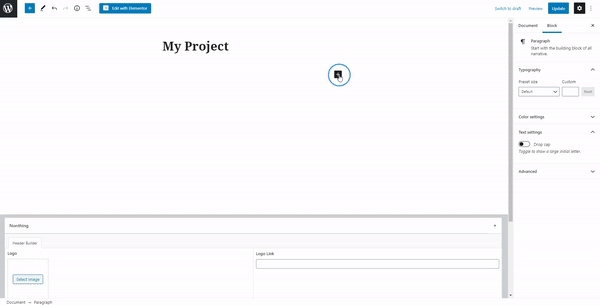 Edit with Elementor
Switch to draft
Preview
Update
My Project
Document
Block
Paragraph
Start with the building block of all
narrative.
Typography
Preset size
Custom
Default
Reset
Color settings
Text settings
Drop cap
Toggle to show a large initial letter.
Advanced
Header Builder
Logo
Logo Link
Select Image
Document → Paragraph